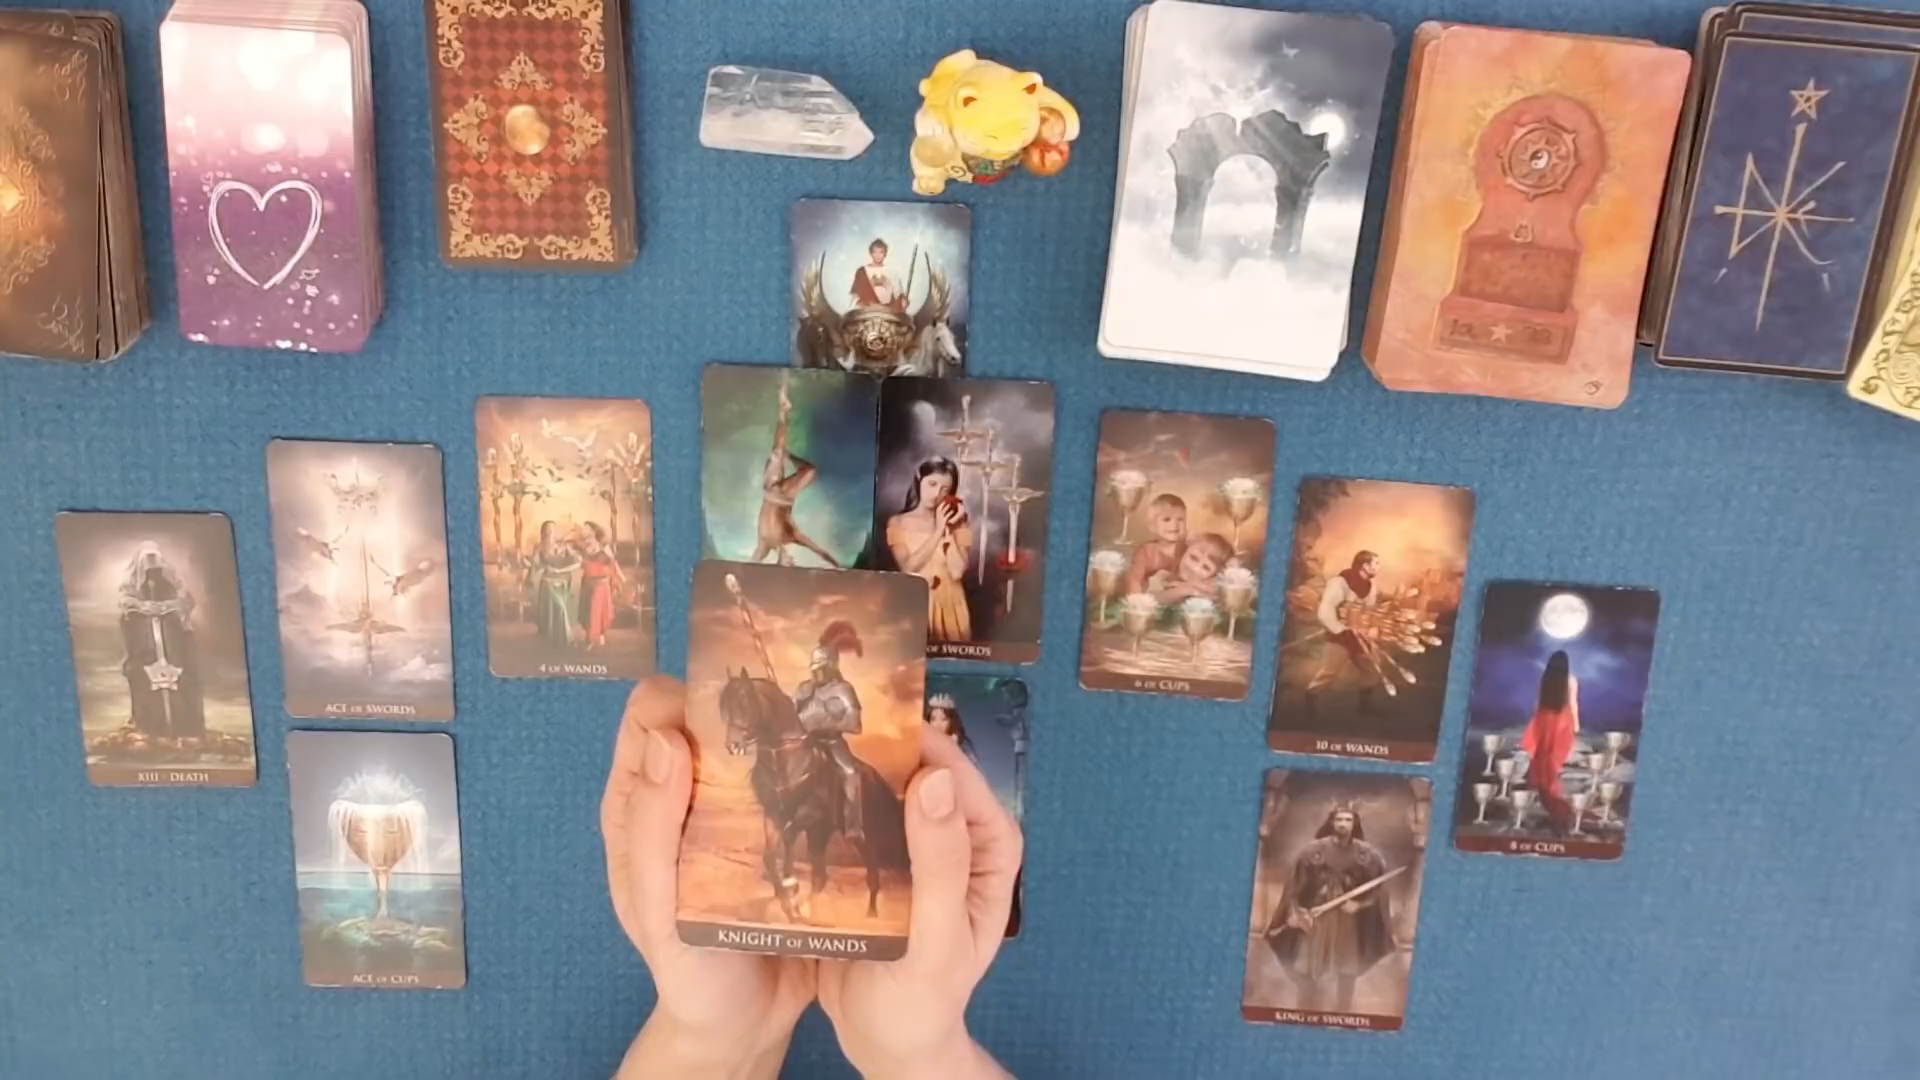 4 OF WANDS
OF SWORDS
6 OF CUPS
ACE OF SWORDS
10 OF WANDS
XIII - DEATH
8 OF CUPS
KNIGHT OF WANDS
ACE OF CUPS
KING OF SWORDS